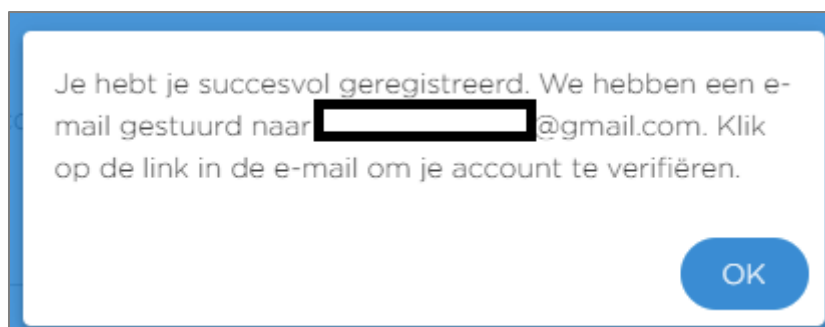 Je hebt je succesvol geregistreerd. We hebben een e-
mail gestuurd naar @gmail.com. Klik
op de link in de e-mail om je account te verifiëren.
OK